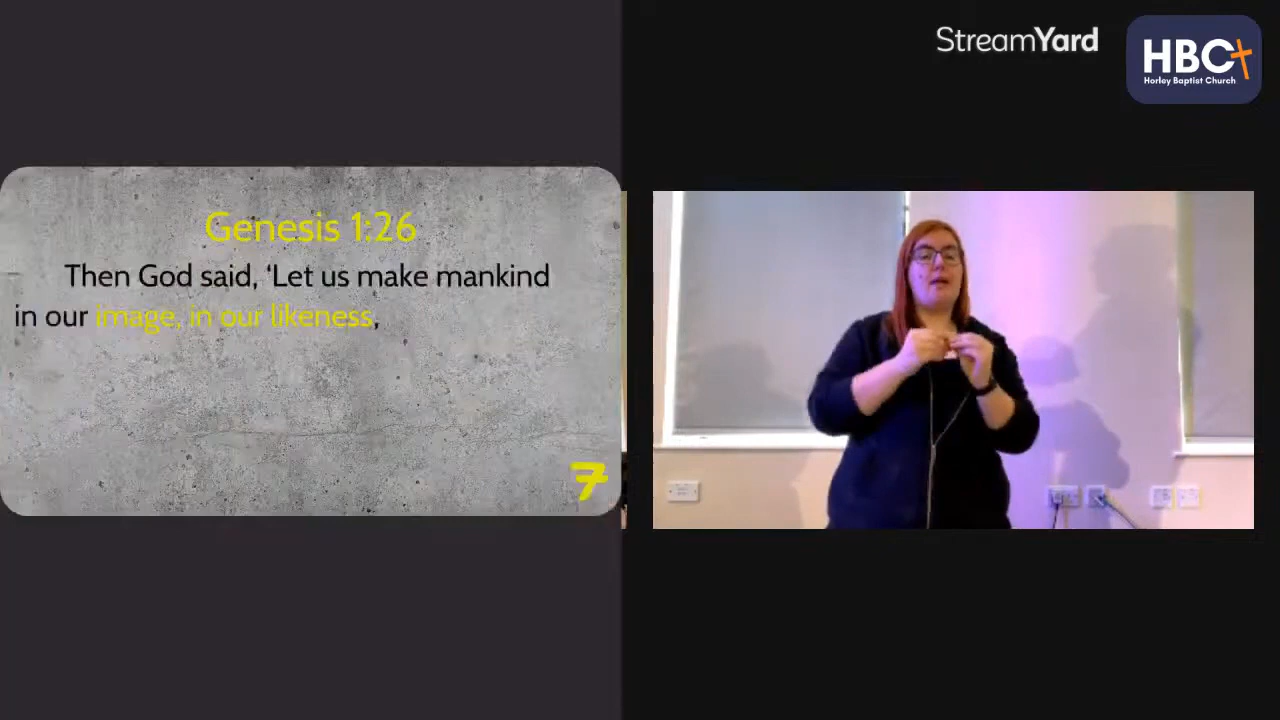 StreamYard
HBC
Horley Baptist Church
Genesis 1:26
Then God said, ‘Let us make mankind
in our image, in our likeness,
7